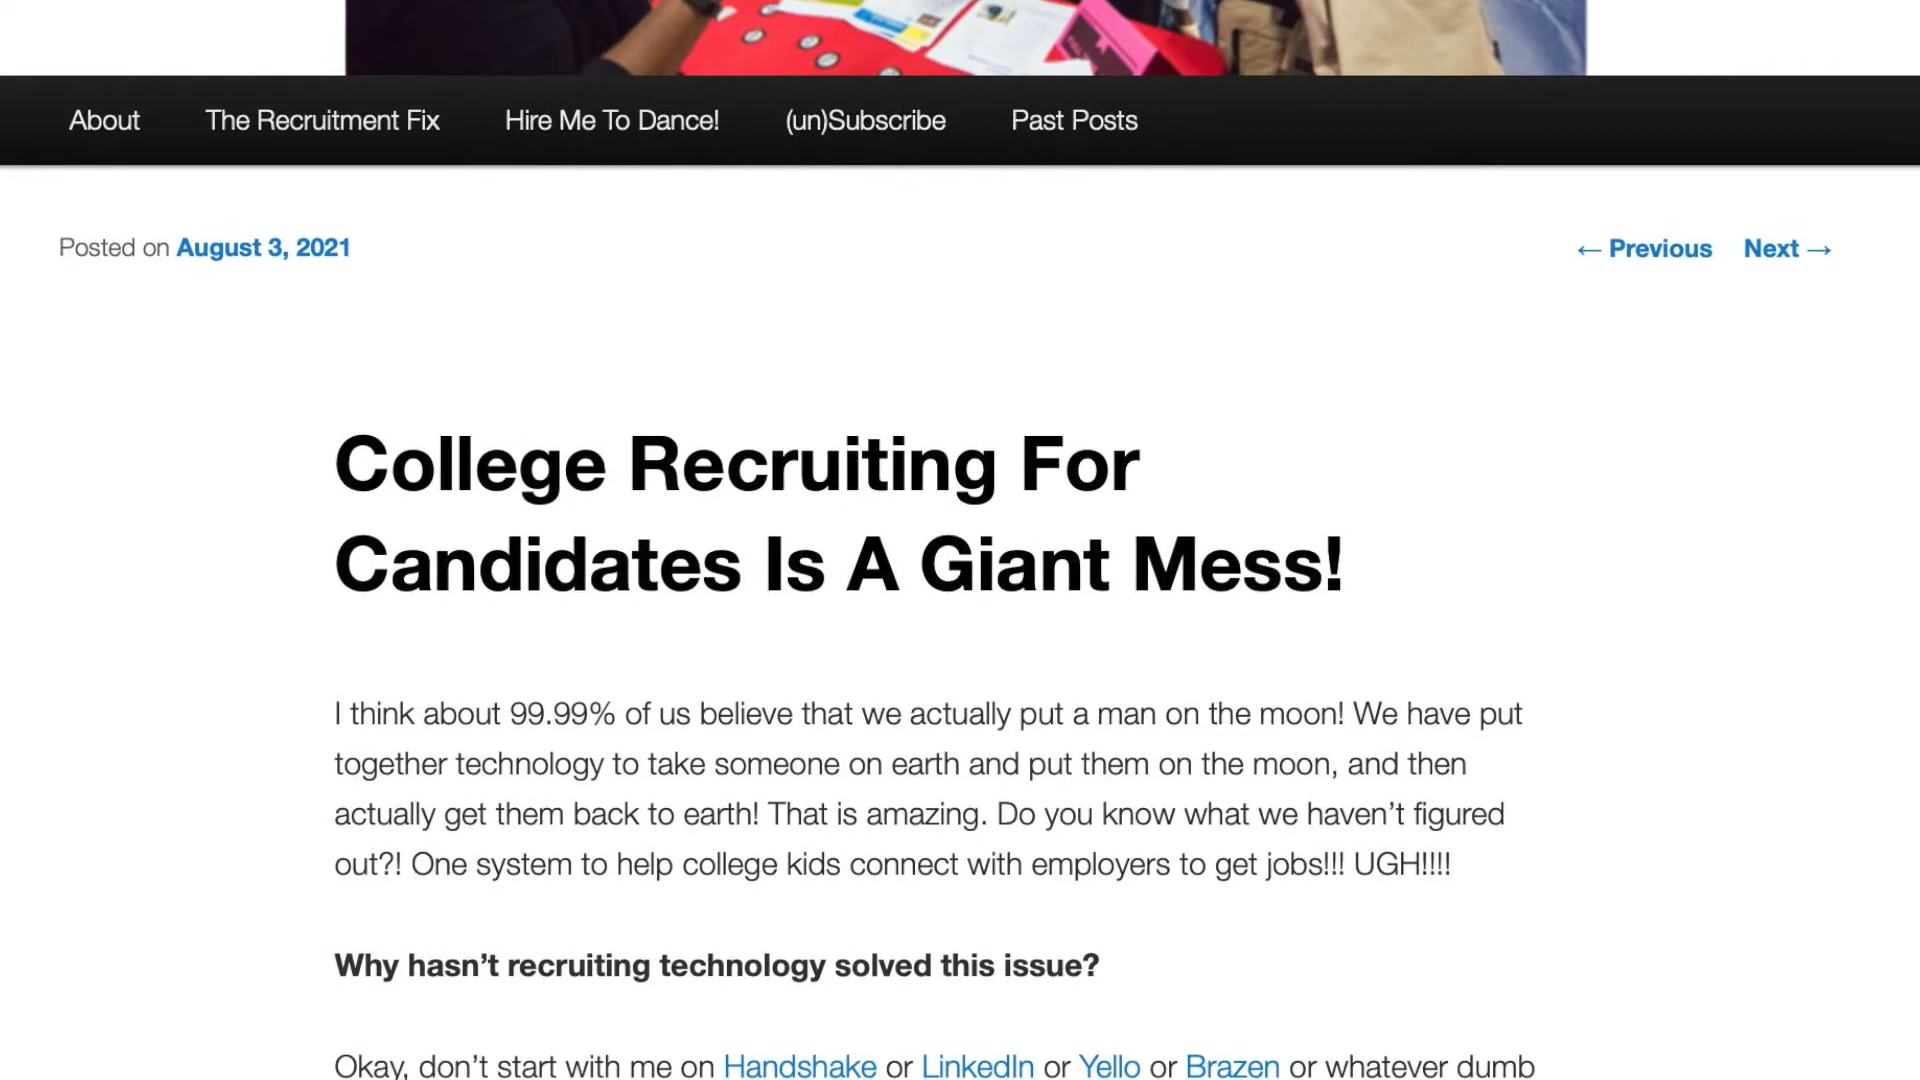 About The Recruitment Fix Hire Me To Dance! (un)Subscribe Past Posts
Posted on August 3, 2021
← Previous Next →
College Recruiting For
Candidates Is A Giant Mess!
I think about 99.99% of us believe that we actually put a man on the moon! We have put
together technology to take someone on earth and put them on the moon, and then
actually get them back to earth! That is amazing. Do you know what we haven’t figured
out?! One system to help college kids connect with employers to get jobs!!! UGH!!!!
Why hasn’t recruiting technology solved this issue?
Okay, don’t start with me on Handshake or LinkedIn or Yello or Brazen or whatever dumb